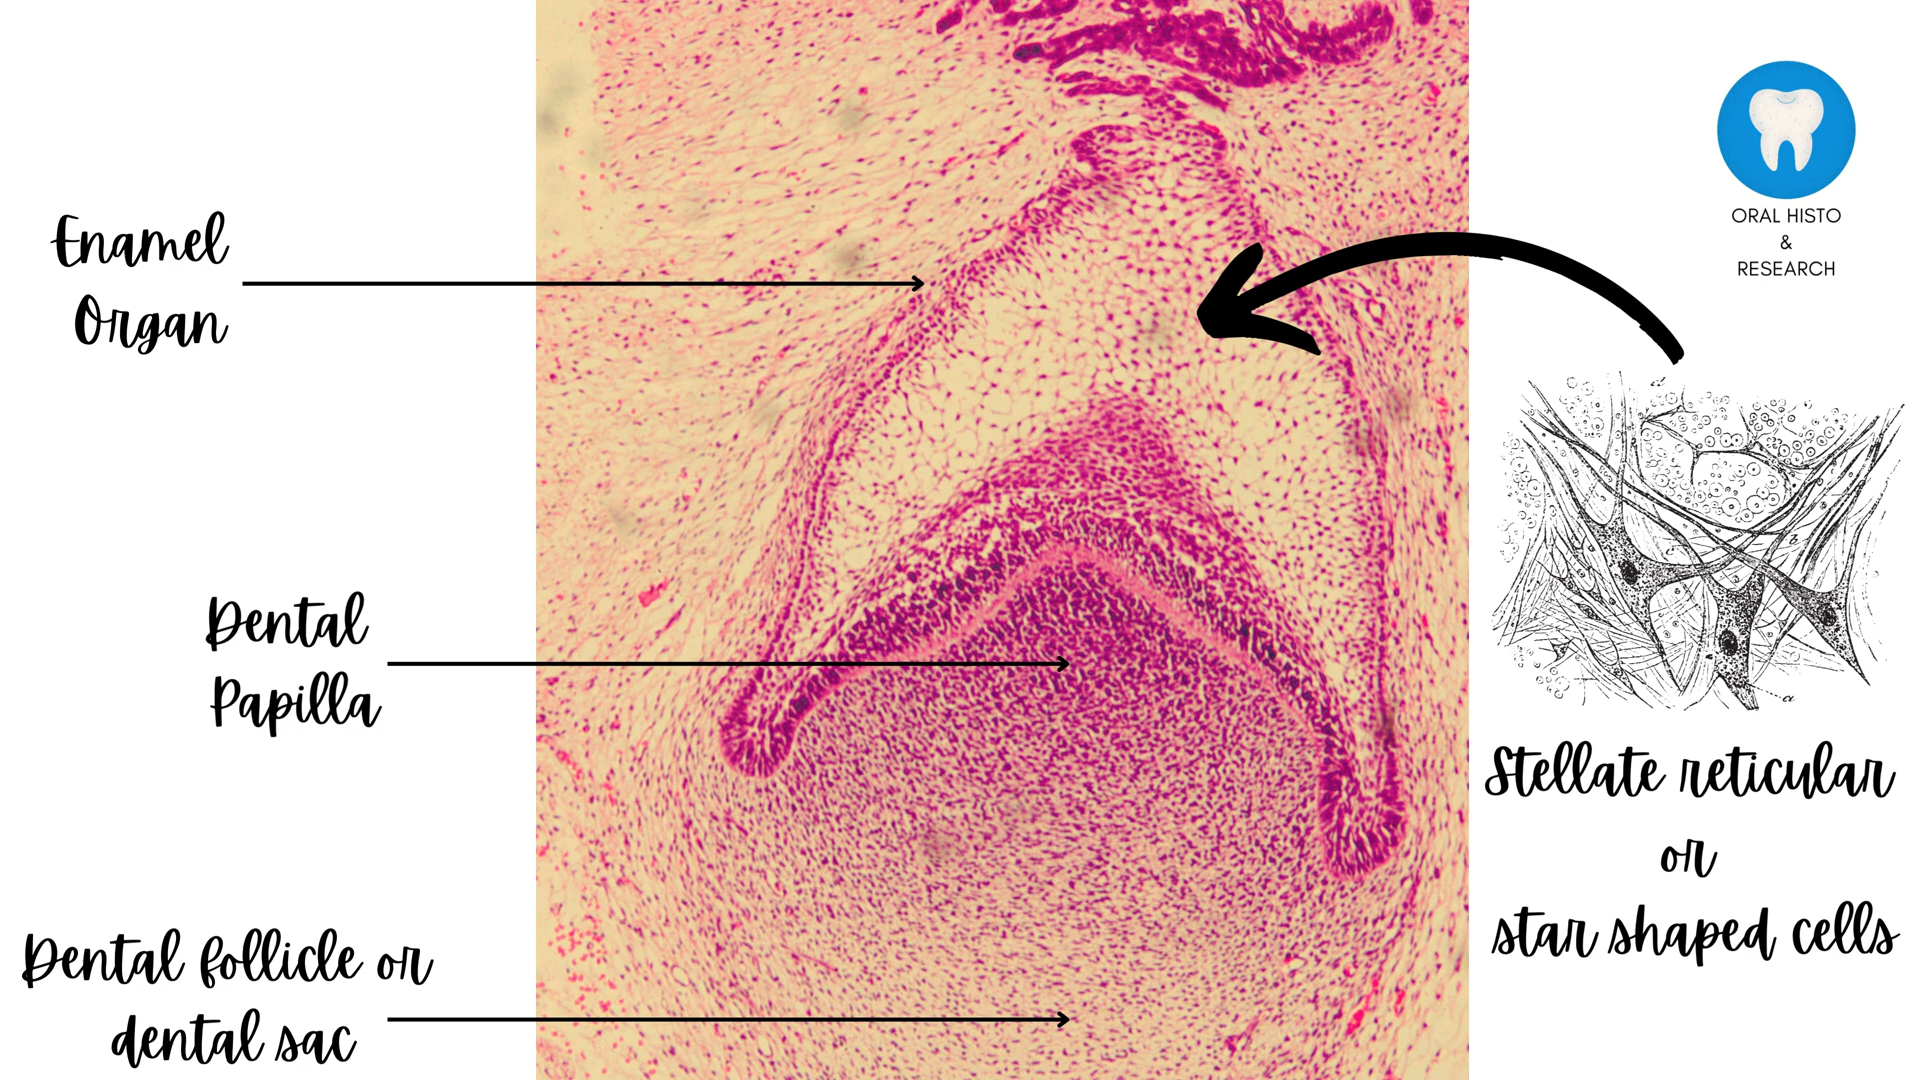 Enamel
Organ
Dental
Papilla
Dental follicle or
dental sac
ORAL HISTO
&
RESEARCH
Stellate reticular
or
star shaped cells